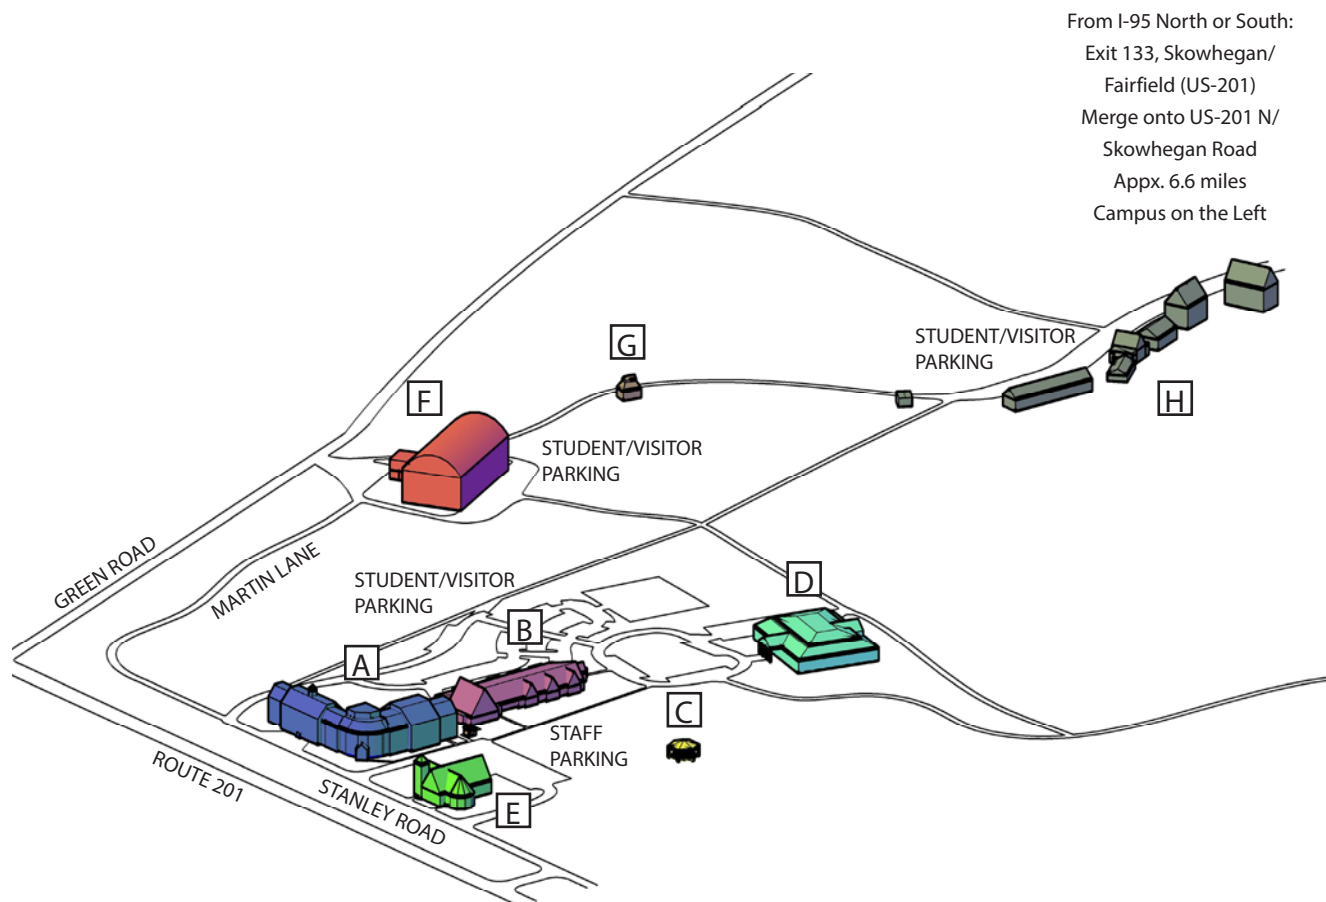 From I-95 North or South:
Exit 133, Skowhegan/
Fairfield (US-201)
Merge onto US-201 N/
Skowhegan Road
Appx. 6.6 miles
Campus on the Left
STUDENT/VISITOR
PARKING
G
H
F
STUDENT/VISITOR
PARKING
GREEN ROAD
MARTIN LANE
STUDENT/VISITOR
PARKING
D
B
A
C
STAFF
PARKING
ROUTE 201
STANLEY ROAD
E